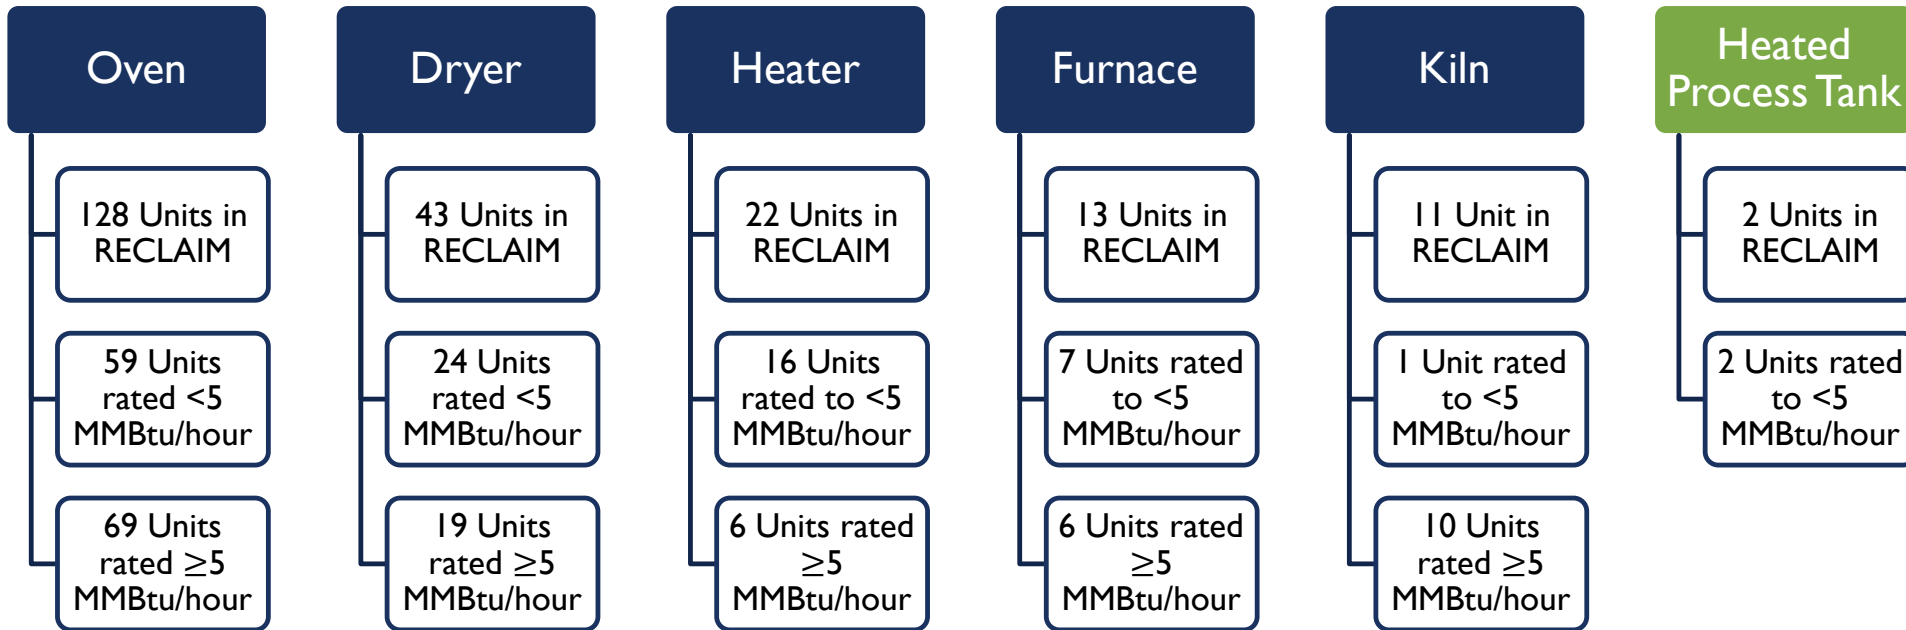 Oven
128 Units in
RECLAIM
59 Units
rated <5
MMBtu/hour
69 Units
rated ≥5
MMBtu/hour
Dryer
43 Units in
RECLAIM
24 Units
rated <5
MMBtu/hour
19 Units
rated ≥5
MMBtu/hour
Heater
22 Units in
RECLAIM
16 Units
rated to <5
MMBtu/hour
6 Units rated
≥5
MMBtu/hour
Furnace
13 Units in
RECLAIM
7 Units rated
to <5
MMBtu/hour
6 Units rated
≥5
MMBtu/hour
Kiln
11 Unit in
RECLAIM
1 Unit rated
to <5
MMBtu/hour
10 Units
rated ≥5
MMBtu/hour
Heated
Process Tank
2 Units in
RECLAIM
2 Units rated
to <5
MMBtu/hour